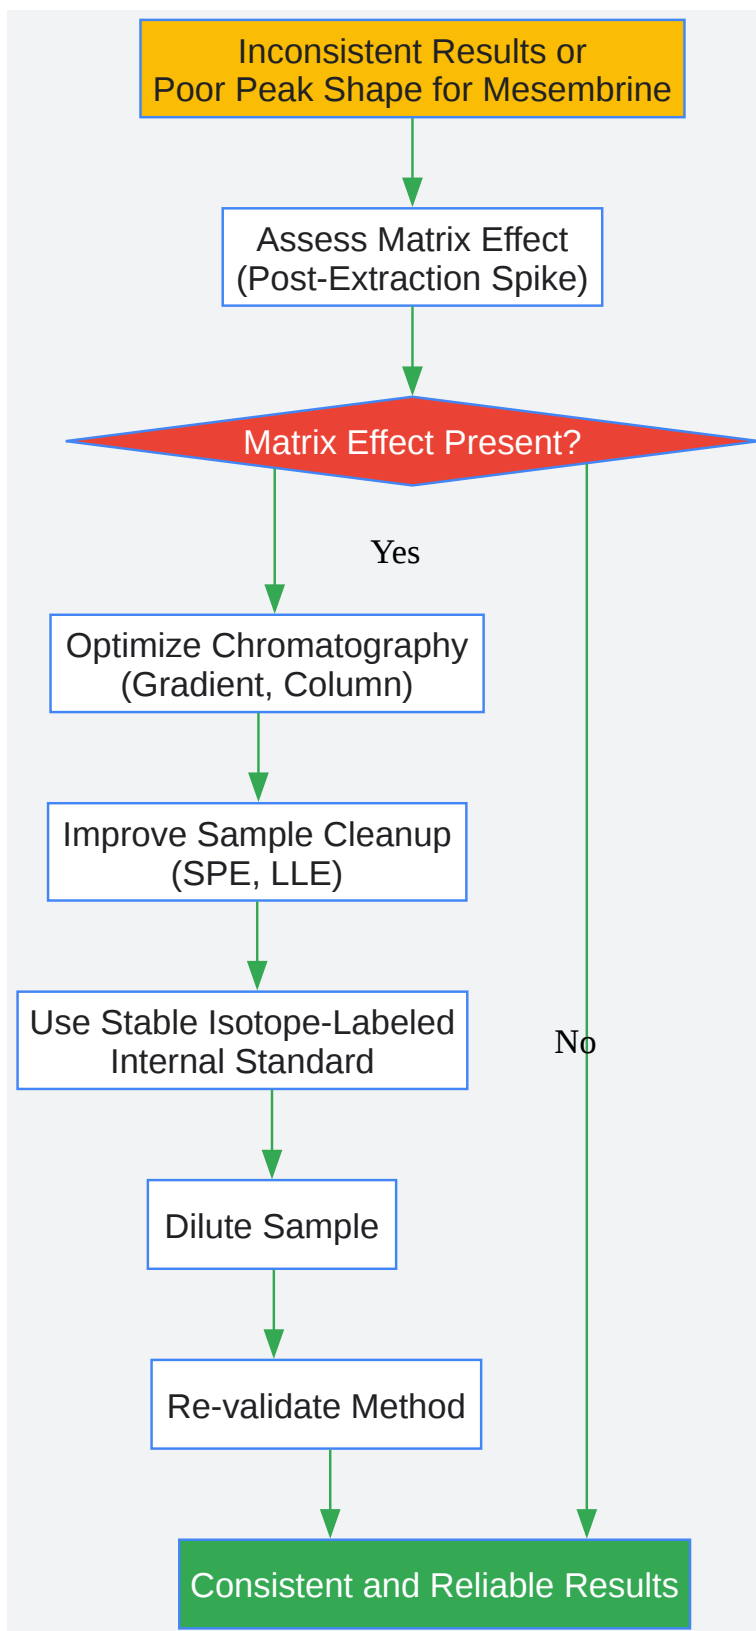 Inconsistent Results or
Poor Peak Shape for Mesembrine
Assess Matrix Effect
(Post-Extraction Spike)
Matrix Effect Present?
Yes
Optimize Chromatography
(Gradient, Column)
Improve Sample Cleanup
(SPE, LLE)
Use Stable Isotope-Labeled
Internal Standard
No
Dilute Sample
Re-validate Method
Consistent and Reliable Results